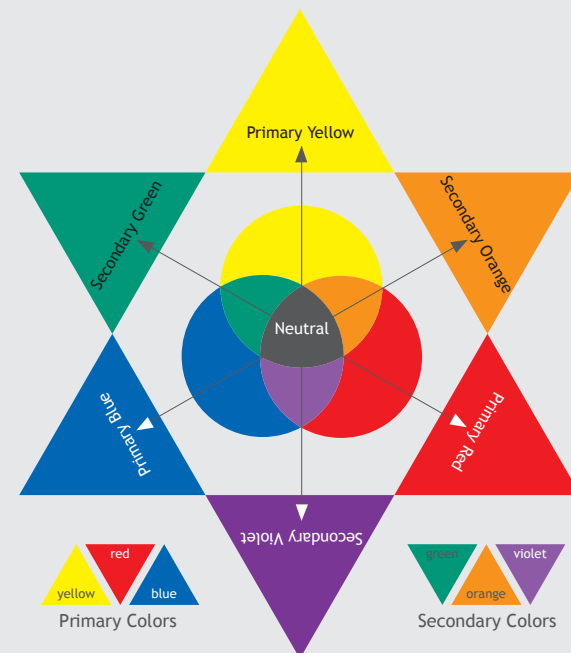 Primary Yellow
Secondary Green
Secondary Orange
Neutral
Primary Blue
Primary Red
Secondary Violet
red
yellow
blue
Primary Colors
green
violet
orange
Secondary Colors